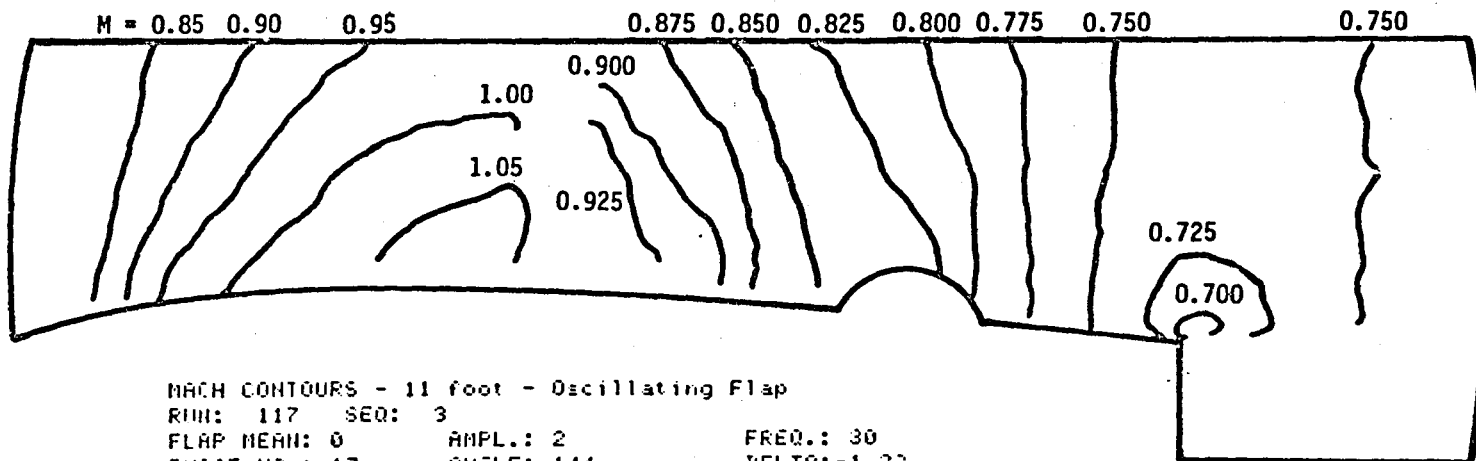 M = 0.85 0.90 0.95 0.875 0.850 0.825 0.800 0.775 0.750 0.750
0.900
1.00
1.05
0.925
0.725
0.700
MACH CONTOURS - 11 foot - Oscillating Flap
RUN: 117 SEQ: 3
FLAP MEAN: 0 AMPL.: 2 FREQ.: 30